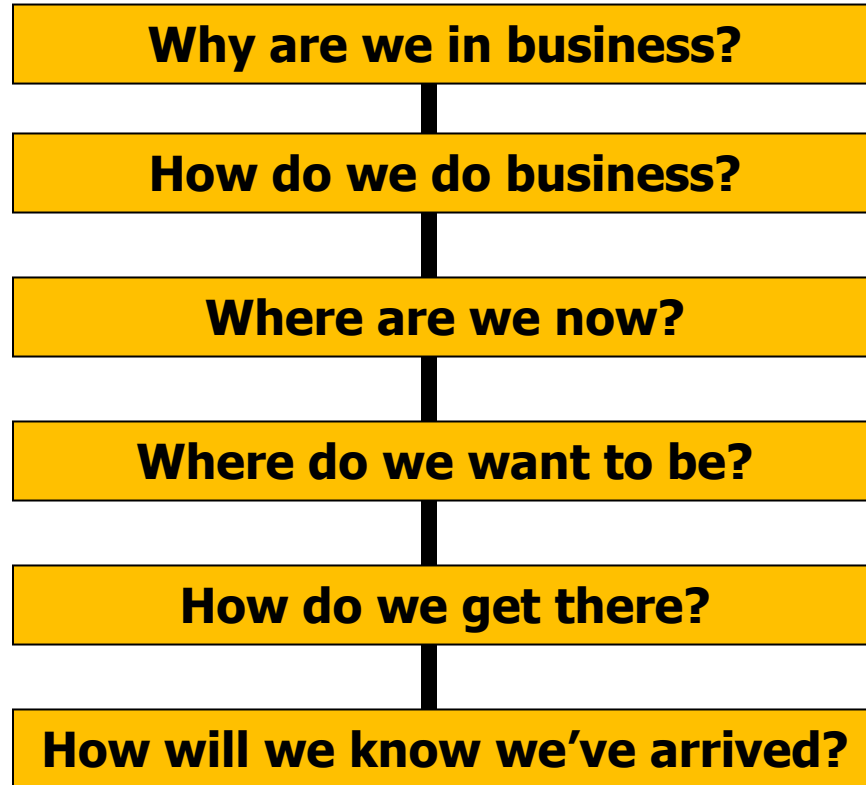 Why are we in business?
How do we do business?
Where are we now?
Where do we want to be?
How do we get there?
How will we know we’ve arrived?